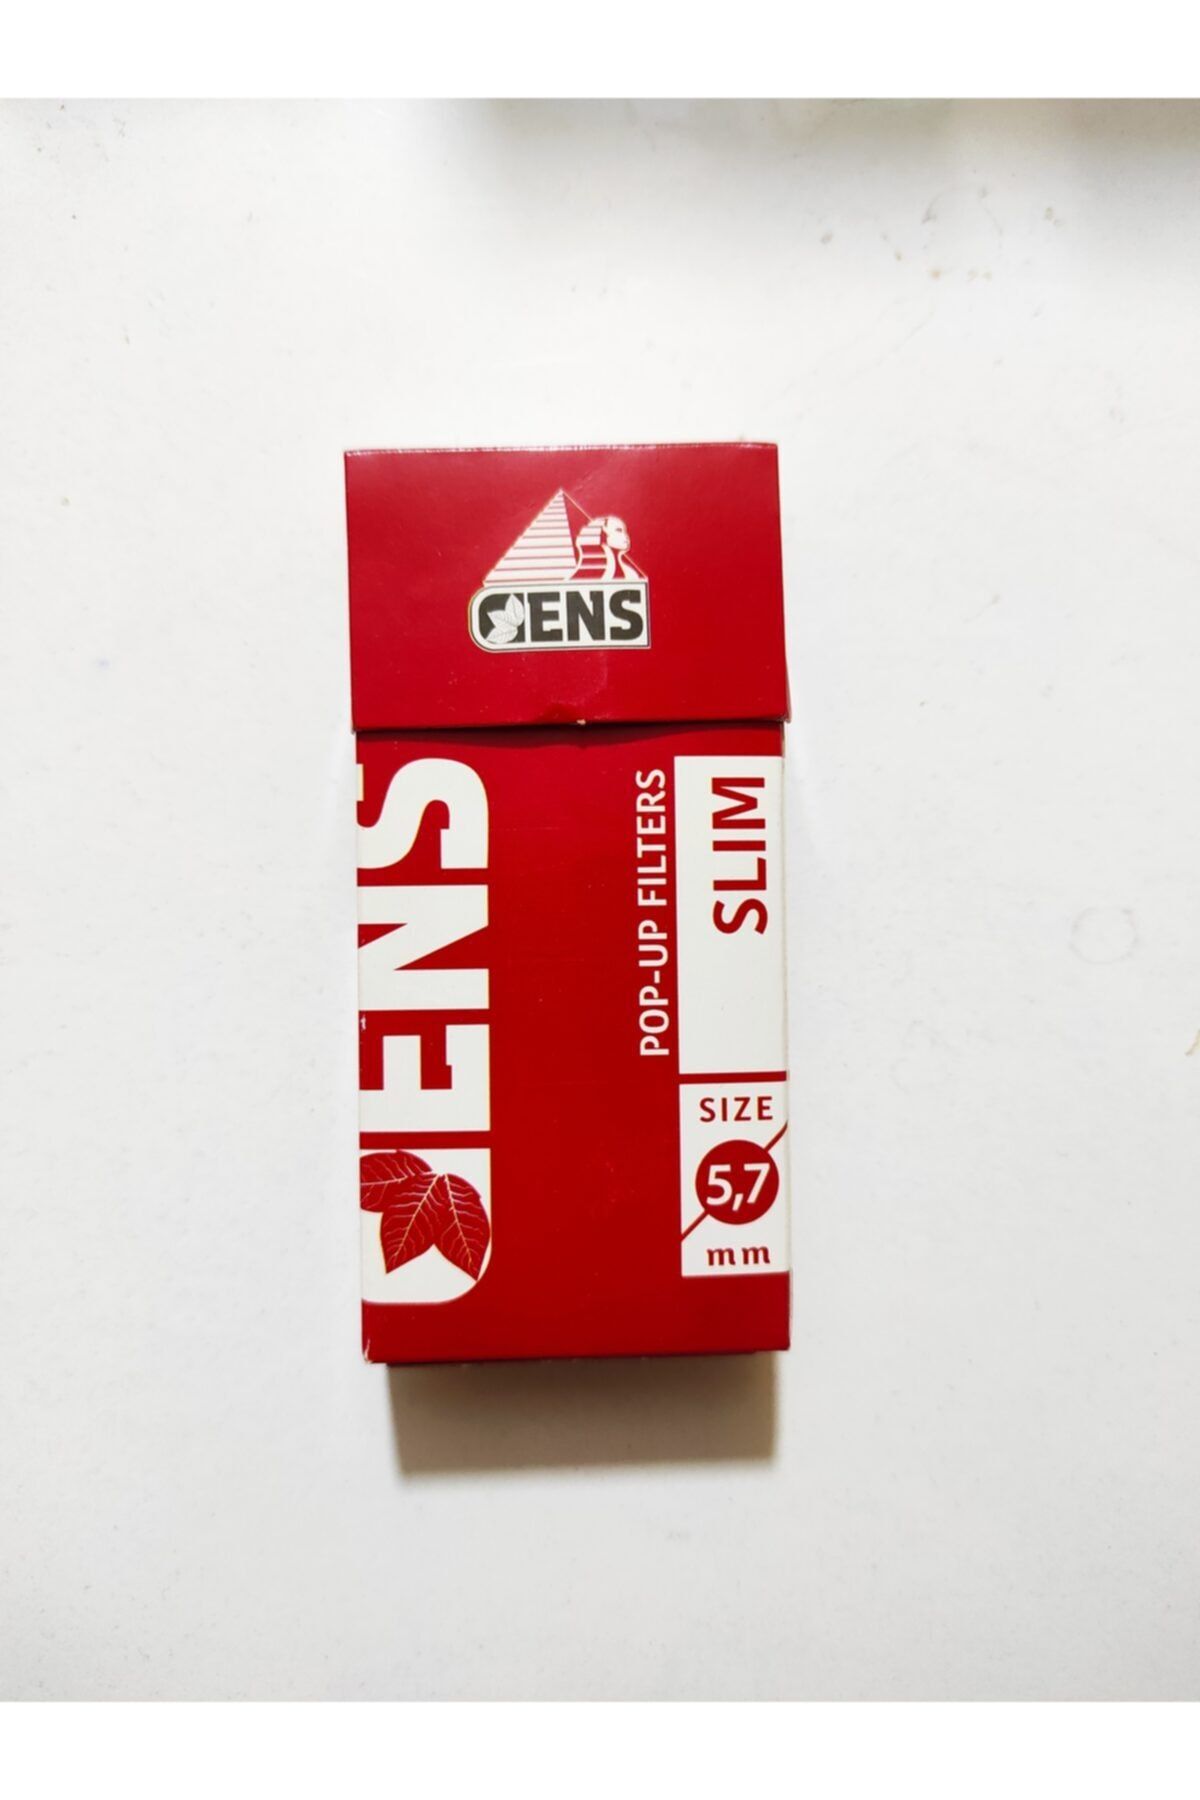 GENS
GENS
POP-UP FILTERS
SLIM
SIZE
5,7
mm